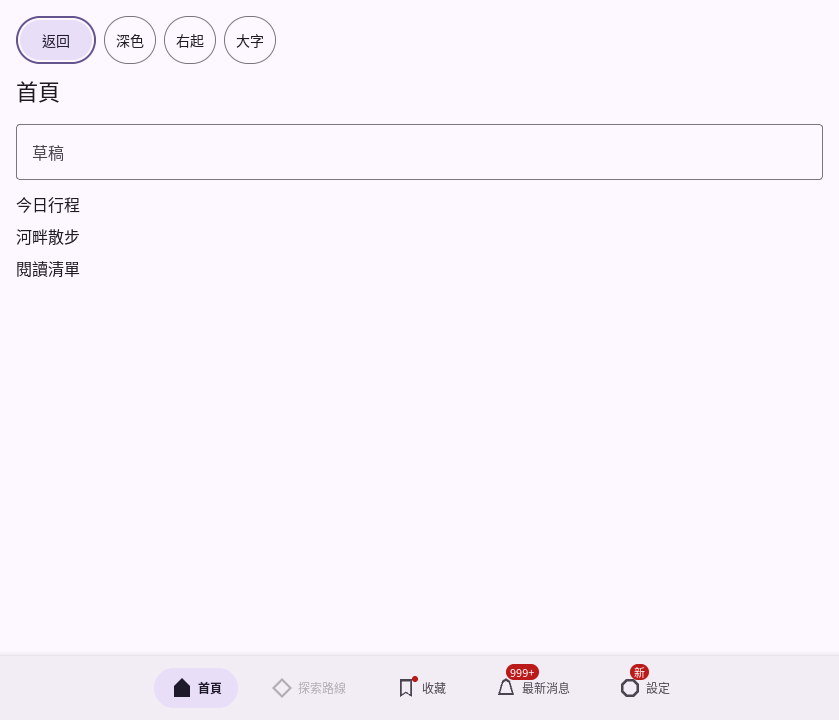 返回 深色 右起 大字
首頁
草稿
今日行程
河畔散步
閱讀清單
999+ 新
首頁 探索路線 收藏 最新消息 設定